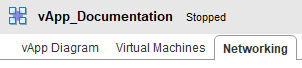 vApp_Documentation Stopped
vApp Diagram Virtual Machines Networking